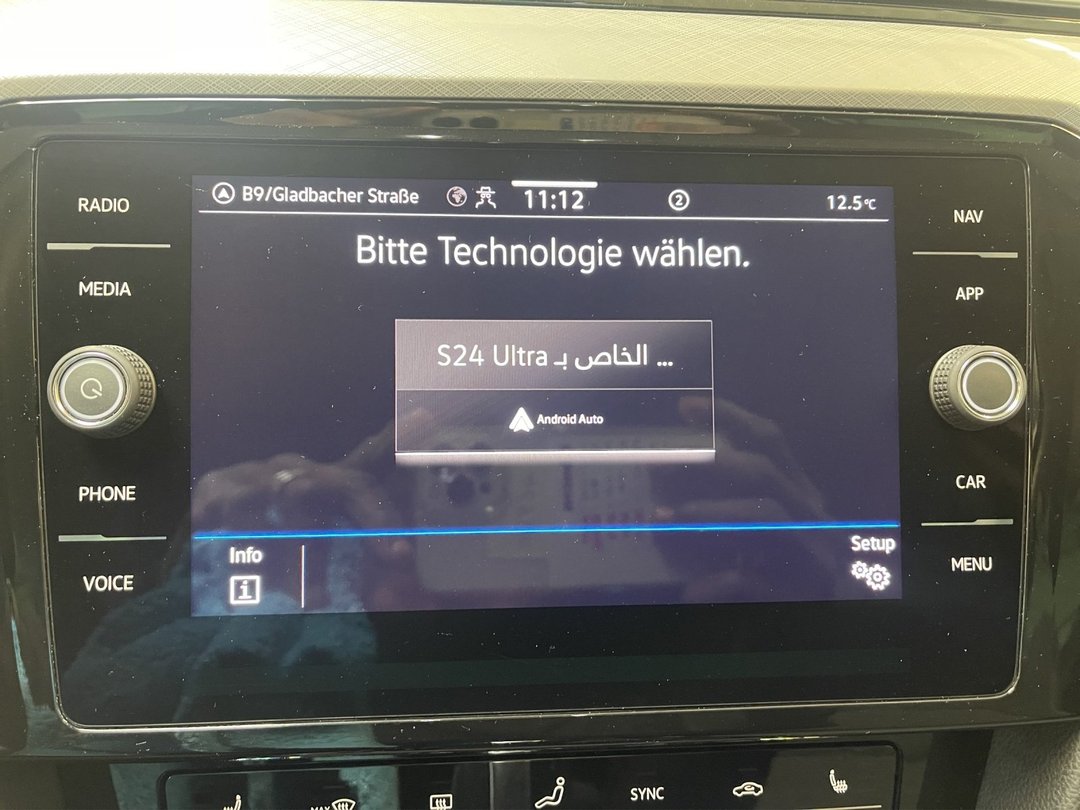 RADIO
MEDIA
PHONE
VOICE
B9/Gladbacher Straße
11:12
2
12.5°C
Bitte Technologie wählen.
... الخاص بـ S24 Ultra
Android Auto
Info
i
Setup
NAV
APP
CAR
MENU
MAX
SYNC